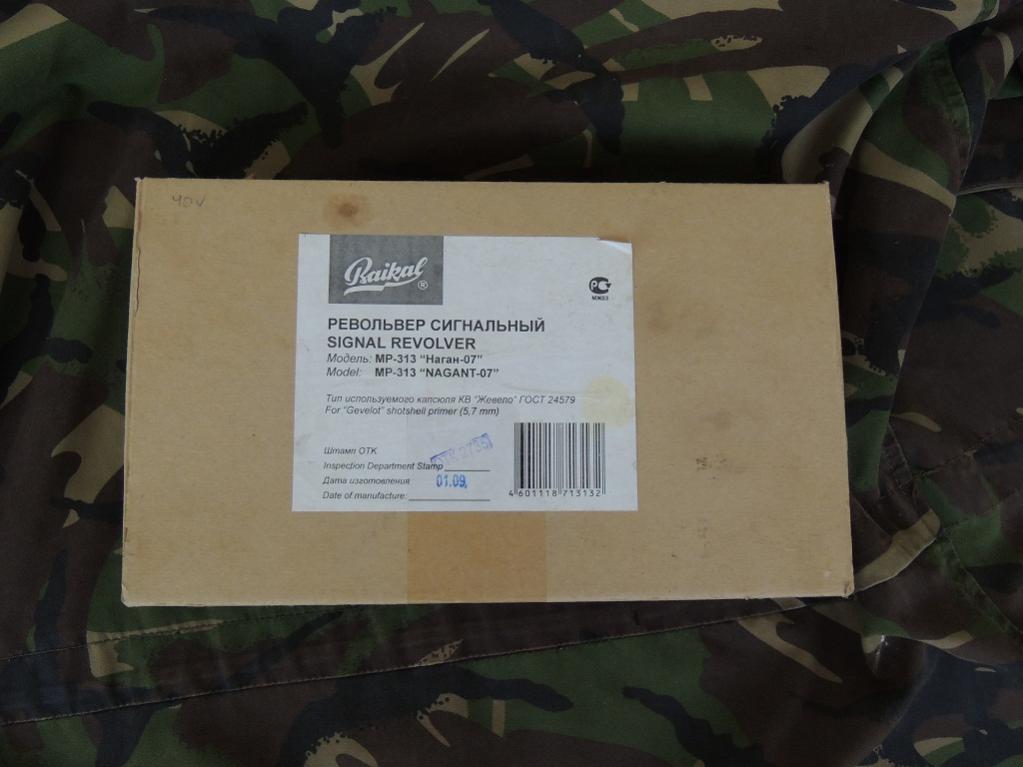 Baikal®
РЕВОЛЬВЕР СИГНАЛЬНЫЙ
SIGNAL REVOLVER
Модель: МР-313 "Наган-07"
Model: MP-313 "NAGANT-07"
Тип используемого капсюля КВ "Жевело" ГОСТ 24579
For "Gevelot" shotshell primer (5,7 mm)
Штамп ОТК
Inspection Department Stamp
Дата изготовления 01.09.
Date of manufacture:
4 601118 713132